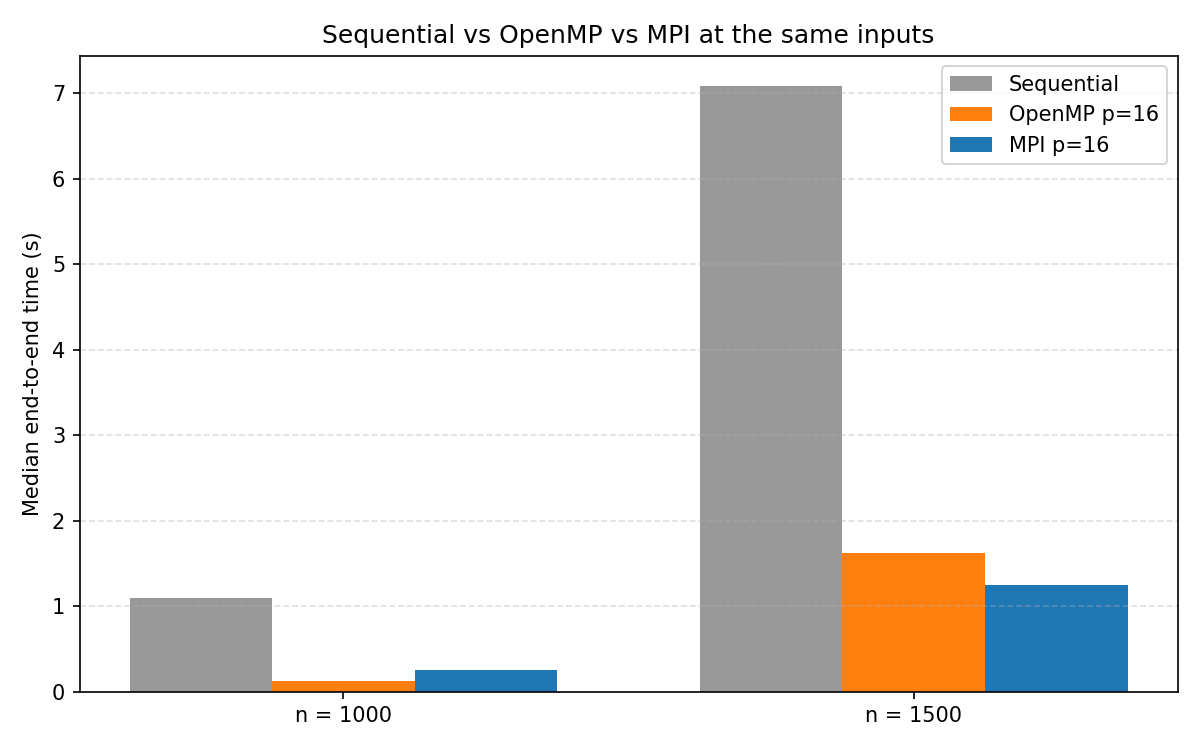 Sequential vs OpenMP vs MPI at the same inputs
Sequential
OpenMP p=16
MPI p=16
Median end-to-end time (s)
7
6
5
4
3
2
1
0
n = 1000
n = 1500